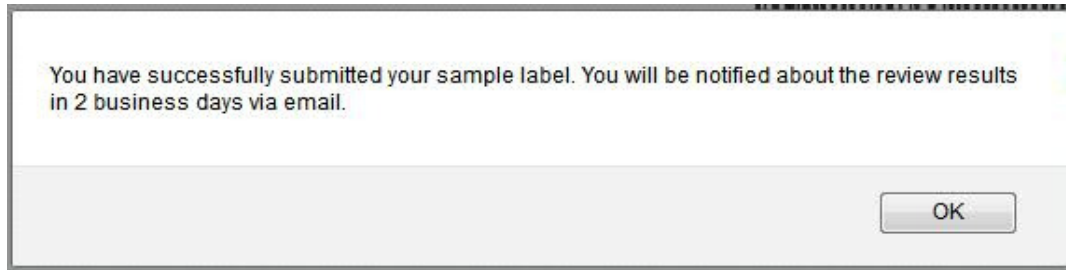 You have successfully submitted your sample label. You will be notified about the review results
in 2 business days via email.
OK